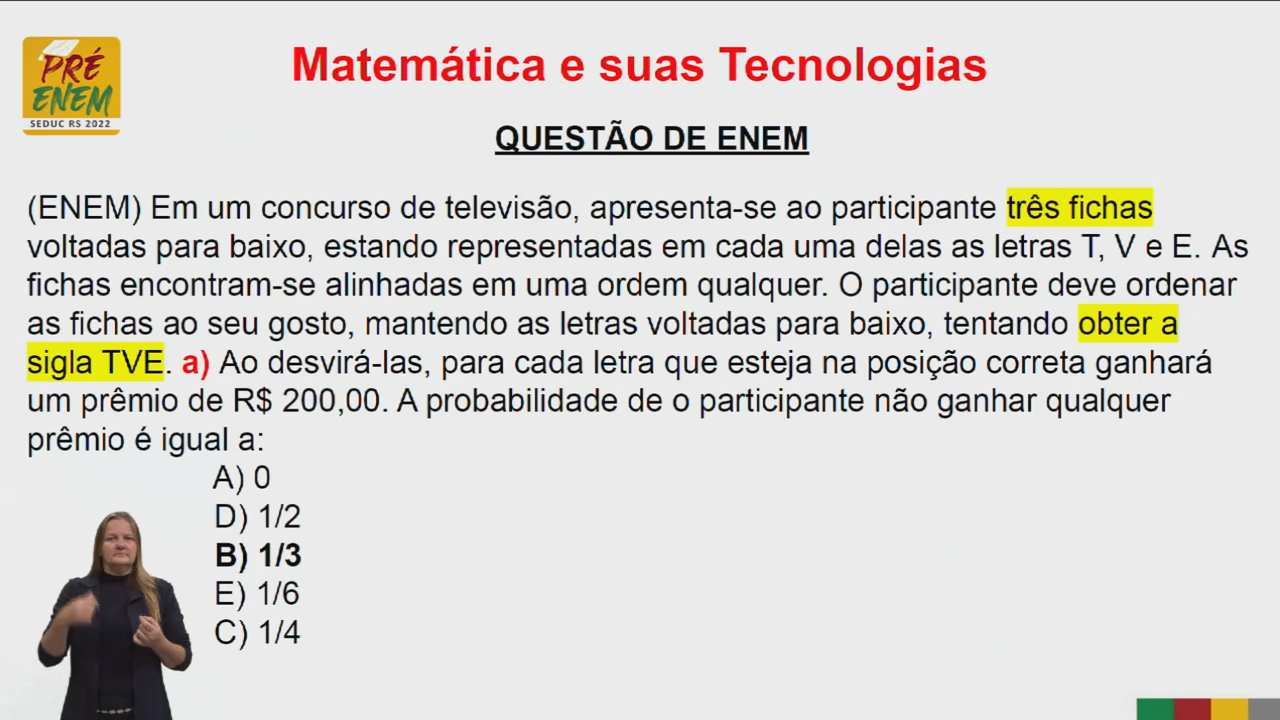 PRÉ
ENEM
SEDUC RS 2022
Matemática e suas Tecnologias
QUESTÃO DE ENEM
(ENEM) Em um concurso de televisão, apresenta-se ao participante três fichas
voltadas para baixo, estando representadas em cada uma delas as letras T, V e E. As
fichas encontram-se alinhadas em uma ordem qualquer. O participante deve ordenar
as fichas ao seu gosto, mantendo as letras voltadas para baixo, tentando obter a
sigla TVE. a) Ao desvirá-las, para cada letra que esteja na posição correta ganhará
um prêmio de R$ 200,00. A probabilidade de o participante não ganhar qualquer
prêmio é igual a:
A) 0
D) 1/2
B) 1/3
E) 1/6
C) 1/4